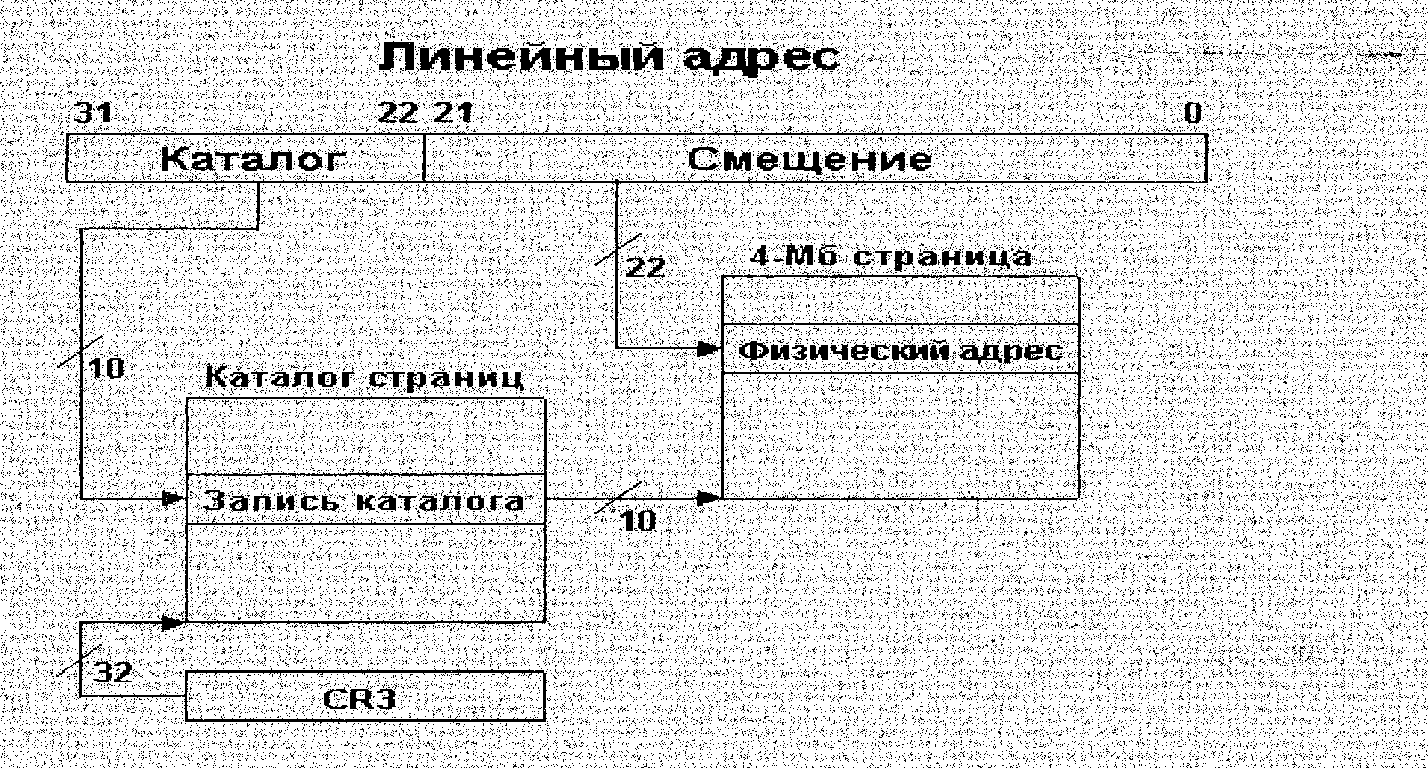 Линейный адрес
31 22 21 0
Каталог Смещение
22
4-Мб страница
Физический адрес
10
Каталог страниц
Запись каталога
10
32
CR3